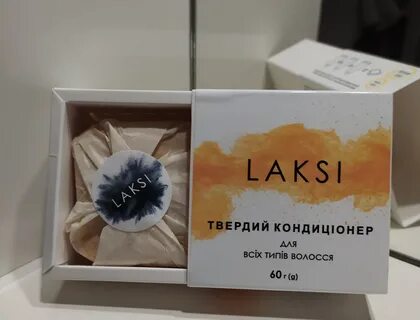 LAKSI
LAKSI
ТВЕРДИЙ КОНДИЦІОНЕР
для
ВСІХ ТИПІВ ВОЛОССЯ
60 г (g)